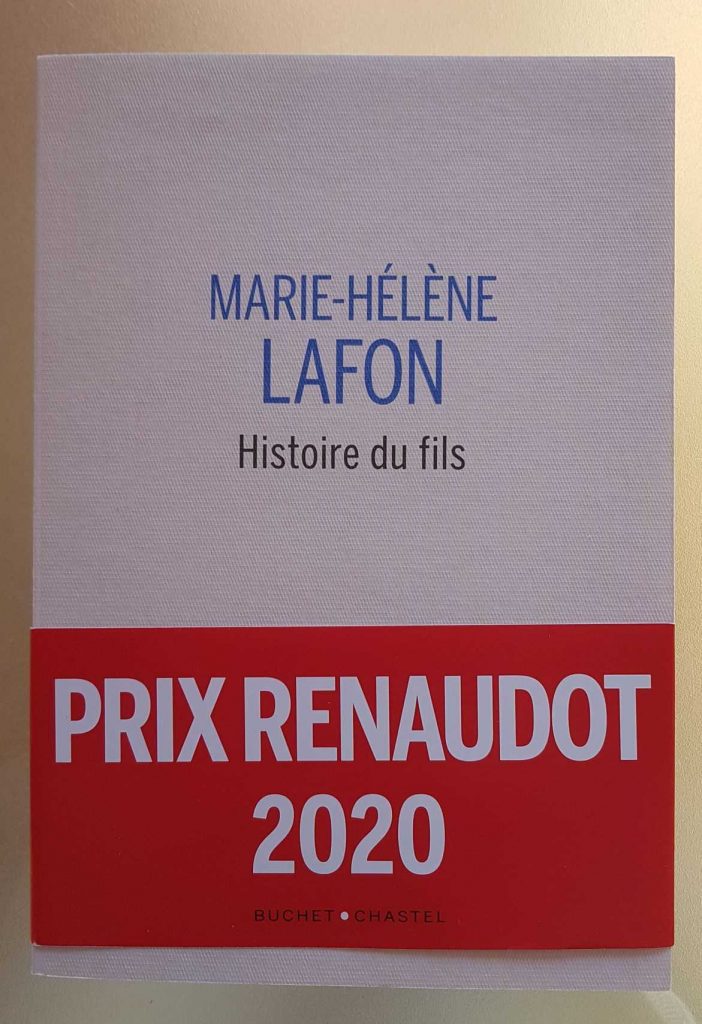 MARIE-HÉLÈNE
LAFON
Histoire du fils
PRIX RENAUDOT
2020
BUCHET•CHASTEL